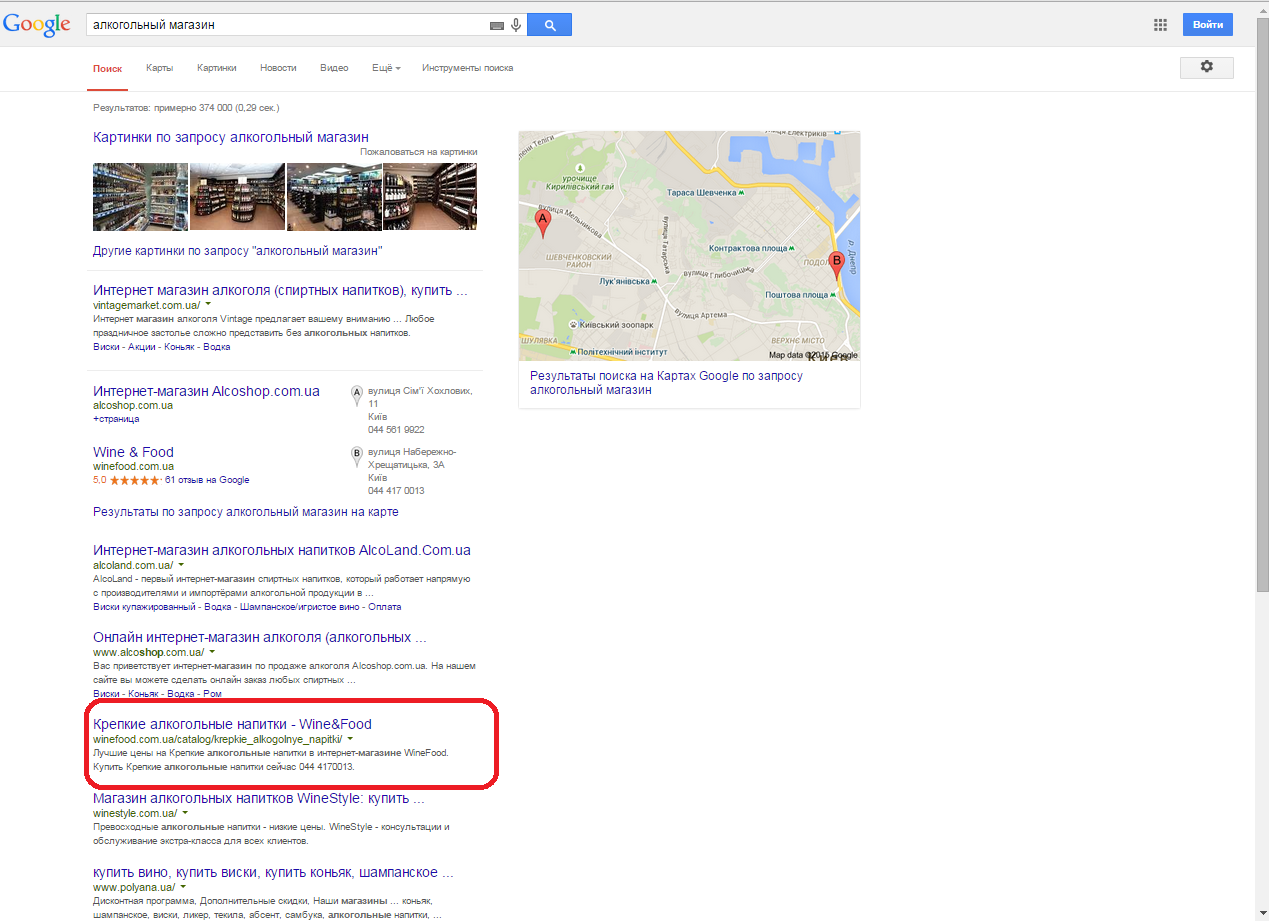 Google
алкогольный магазин
Войти
Поиск Карты Картинки Новости Видео Ещё Инструменты поиска
Результатов: примерно 374 000 (0,29 сек.)
Картинки по запросу алкогольный магазин
Пожаловаться на картинки
Другие картинки по запросу "алкогольный магазин"
Интернет магазин алкоголя (спиртных напитков), купить ...
vintagemarket.com.ua/
Интернет магазин алкоголя Vintage предлагает вашему вниманию ... Любое
праздничное застолье сложно представить без алкогольных напитков.
Виски - Акции - Коньяк - Водка
Интернет-магазин Alcoshop.com.ua
alcoshop.com.ua
+страница
A
вулиця Сім'ї Хохлових,
11
Київ
044 561 9922
Wine & Food
winefood.com.ua
5,0 61 отзыв на Google
B
вулиця Набережно-
Хрещатицька, 3А
Київ
044 417 0013
Результаты по запросу алкогольный магазин на карте
Интернет-магазин алкогольных напитков AlcoLand.Com.ua
alcoland.com.ua/
AlcoLand - первый интернет-магазин спиртных напитков, который работает напрямую
с производителями и импортёрами алкогольной продукции в ...
Виски купажированный - Водка - Шампанское/игристое вино - Оплата
Онлайн интернет-магазин алкоголя (алкогольных ...
www.alcoshop.com.ua/
Вас приветствует интернет-магазин по продаже алкоголя Alcoshop.com.ua. На нашем
сайте вы можете сделать онлайн заказ любых спиртных ...
Виски - Коньяк - Водка - Ром
Крепкие алкогольные напитки - Wine&Food
winefood.com.ua/catalog/krepkie_alkogolnye_napitki/
Лучшие цены на Крепкие алкогольные напитки в интернет-магазине WineFood.
Купить Крепкие алкогольные напитки сейчас 044 4170013.
Магазин алкогольных напитков WineStyle: купить ...
winestyle.com.ua/
Превосходные алкогольные напитки - низкие цены. WineStyle - консультации и
обслуживание экстра-класса для всех клиентов.
купить вино, купить виски, купить коньяк, шампанское ...
www.polyana.ua/
Дисконтная программа, Дополнительные скидки, Наши магазины ... коньяк,
шампанское, виски, ликер, текила, абсент, самбука, алкогольные напитки, ...
олени Теліги
вулиця Електриків
урочище
Кирилівський гай
Тараса Шевченка
A
вулиця Мельникова
вулиця Татарська
Контрактова площа
B
ПОДОЛ
р. Днепр
ШЕВЧЕНКОВСКИЙ
РАЙОН
вулиця Глибочицька
Лук'янівська
Поштова площа
вулиця Артема
Київський зоопарк
ШУЛЯВКА
ВЕРХНЄ МІСТО
Політехнічний інститут
Киев
Map data ©2015 Google
Результаты поиска на Картах Google по запросу
алкогольный магазин